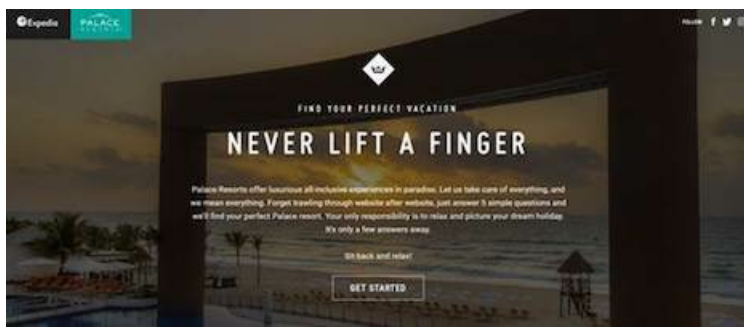 Expedia
PALACE
RESORTS
FOLLOW
FIND YOUR PERFECT VACATION
NEVER LIFT A FINGER
Palace Resorts offer luxurious all-inclusive experiences in paradise. Let us take care of everything, and
we mean everything. Forget trawling through website after website, just answer 5 simple questions and
we'll find your perfect Palace resort. Your only responsibility is to relax and picture your dream holiday.
It's only a few answers away.
Sit back and relax!
GET STARTED